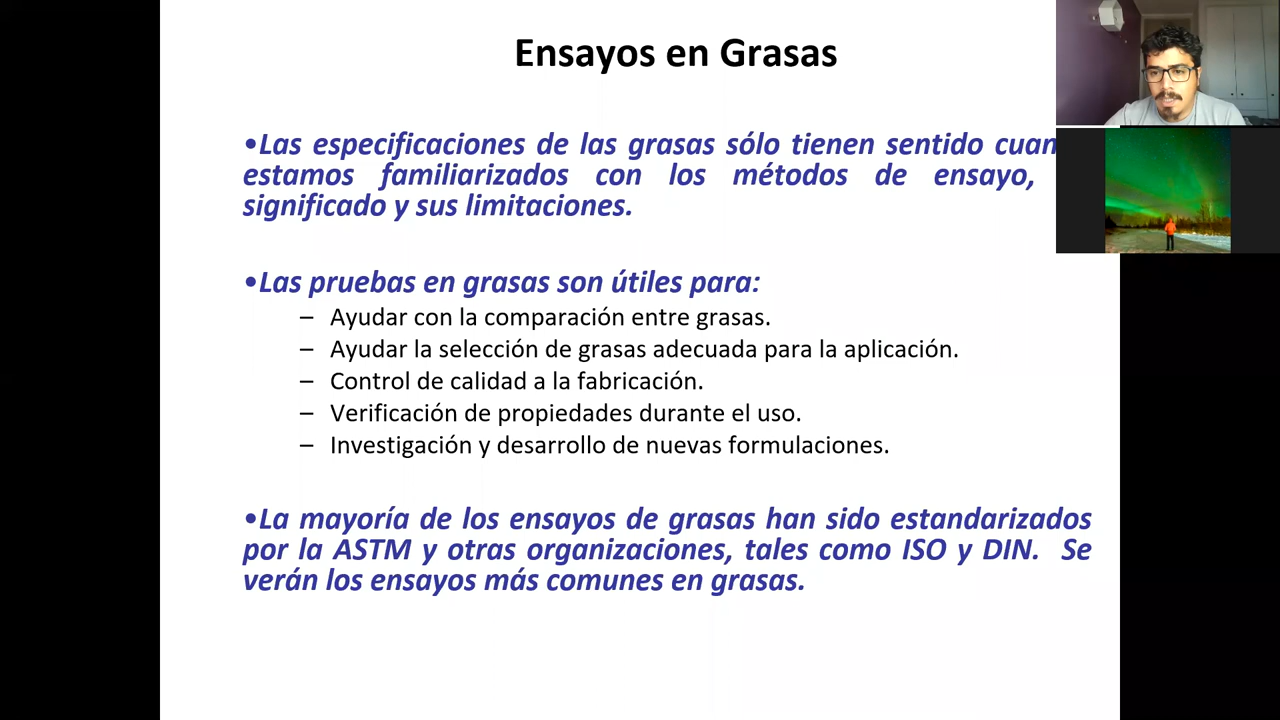 Ensayos en Grasas
•Las especificaciones de las grasas sólo tienen sentido cuan
estamos familiarizados con los métodos de ensayo,
significado y sus limitaciones.
•Las pruebas en grasas son útiles para:
– Ayudar con la comparación entre grasas.
– Ayudar la selección de grasas adecuada para la aplicación.
– Control de calidad a la fabricación.
– Verificación de propiedades durante el uso.
– Investigación y desarrollo de nuevas formulaciones.
•La mayoría de los ensayos de grasas han sido estandarizados
por la ASTM y otras organizaciones, tales como ISO y DIN. Se
verán los ensayos más comunes en grasas.